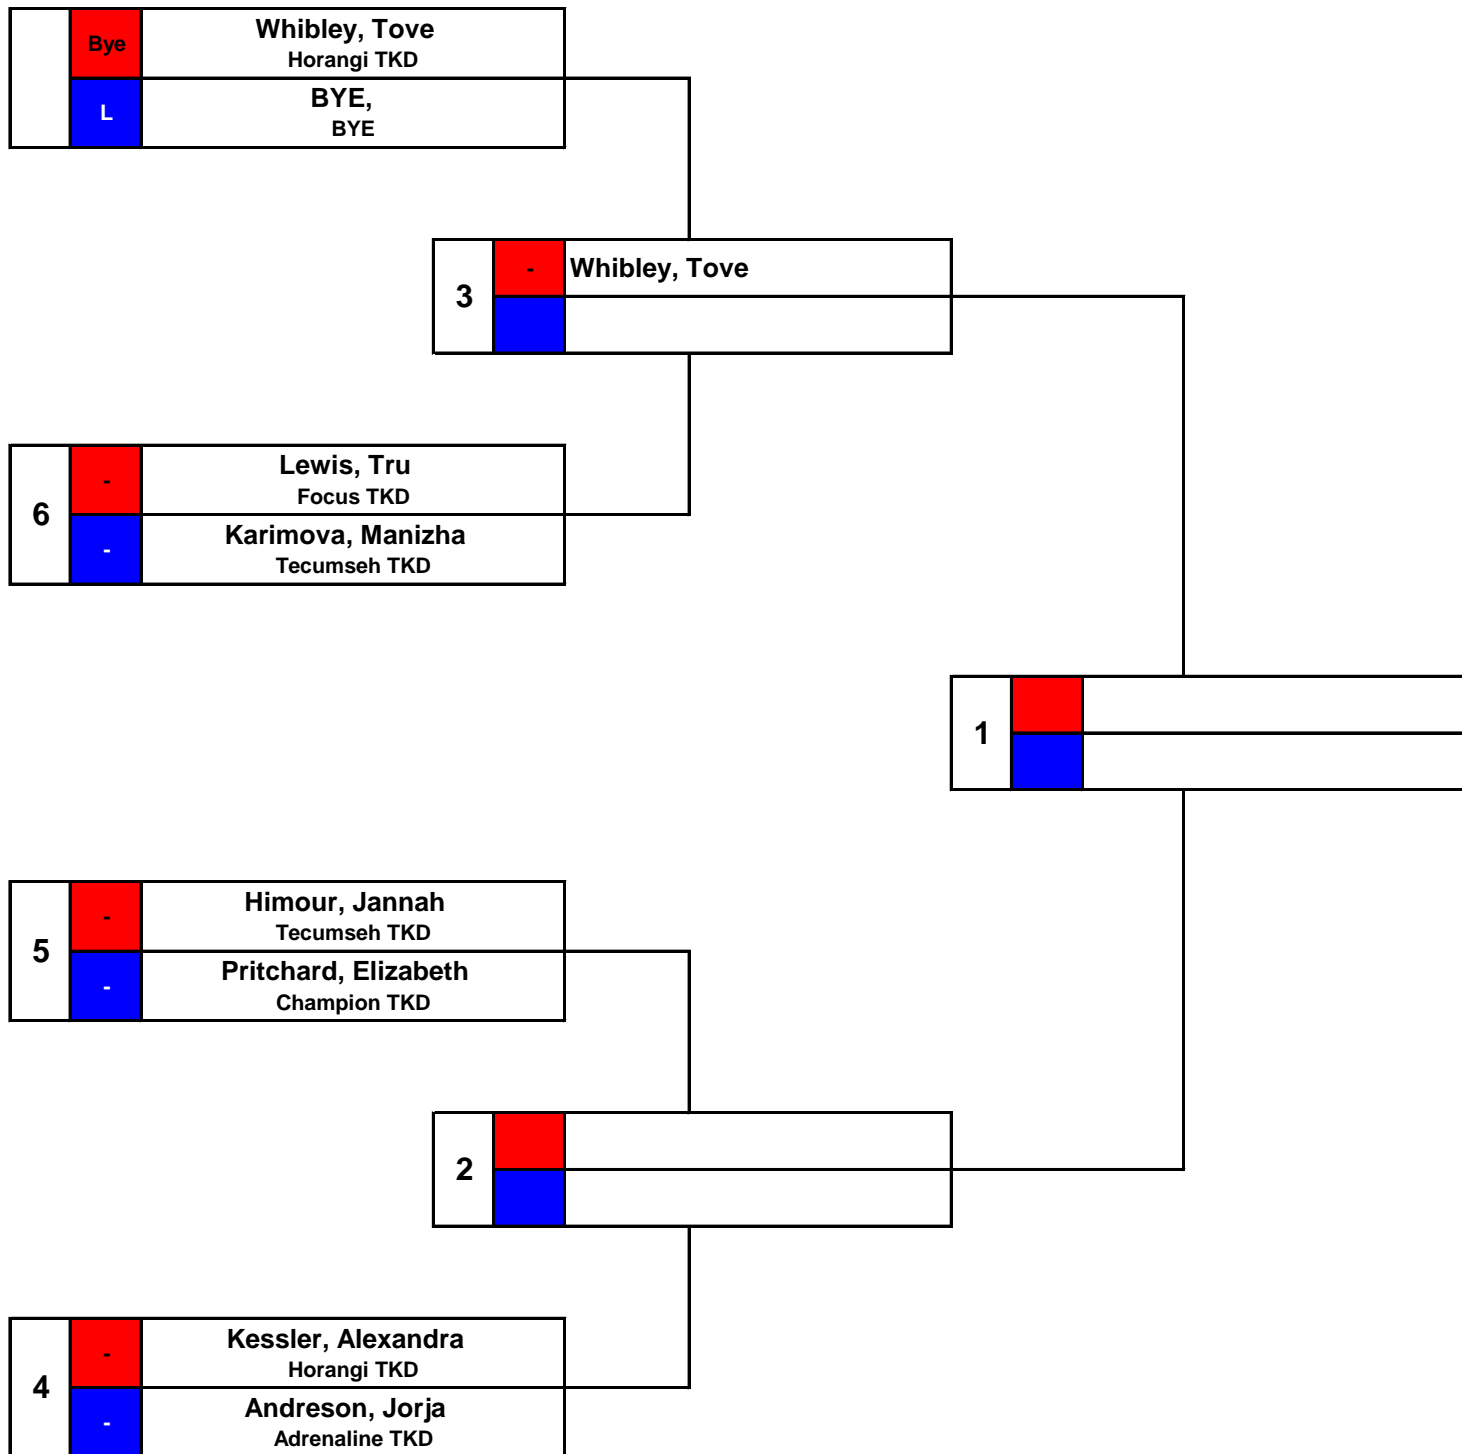 Bye
Whibley, Tove
Horangi TKD
L
BYE,
BYE
3
-
Whibley, Tove
6
-
Lewis, Tru
Focus TKD
-
Karimova, Manizha
Tecumseh TKD
1
5
-
Himour, Jannah
Tecumseh TKD
-
Pritchard, Elizabeth
Champion TKD
2
4
-
Kessler, Alexandra
Horangi TKD
-
Andreson, Jorja
Adrenaline TKD